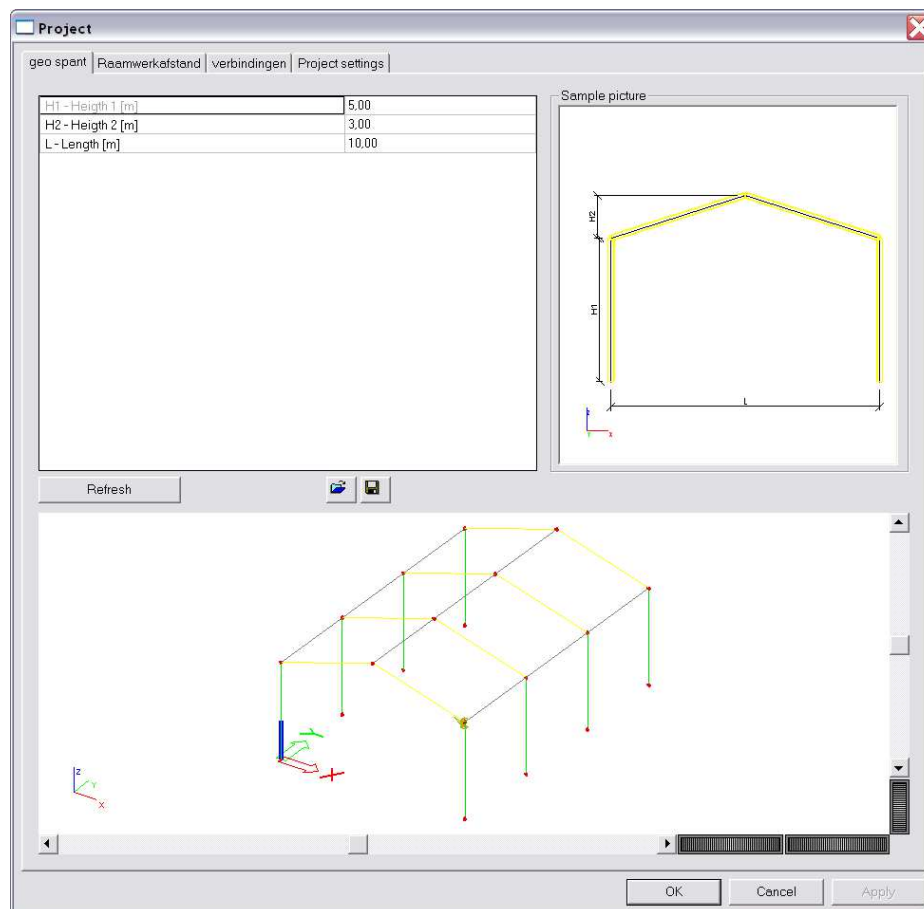 Project
geo spant Raamwerkafstand verbindingen Project settings
H1 - Heigth 1 [m] 5,00
H2 - Heigth 2 [m] 3,00
L - Length [m] 10,00
Sample picture
H2
H1
L
z
Y
x
Refresh
Y
X
Z
Y
X
OK Cancel Apply